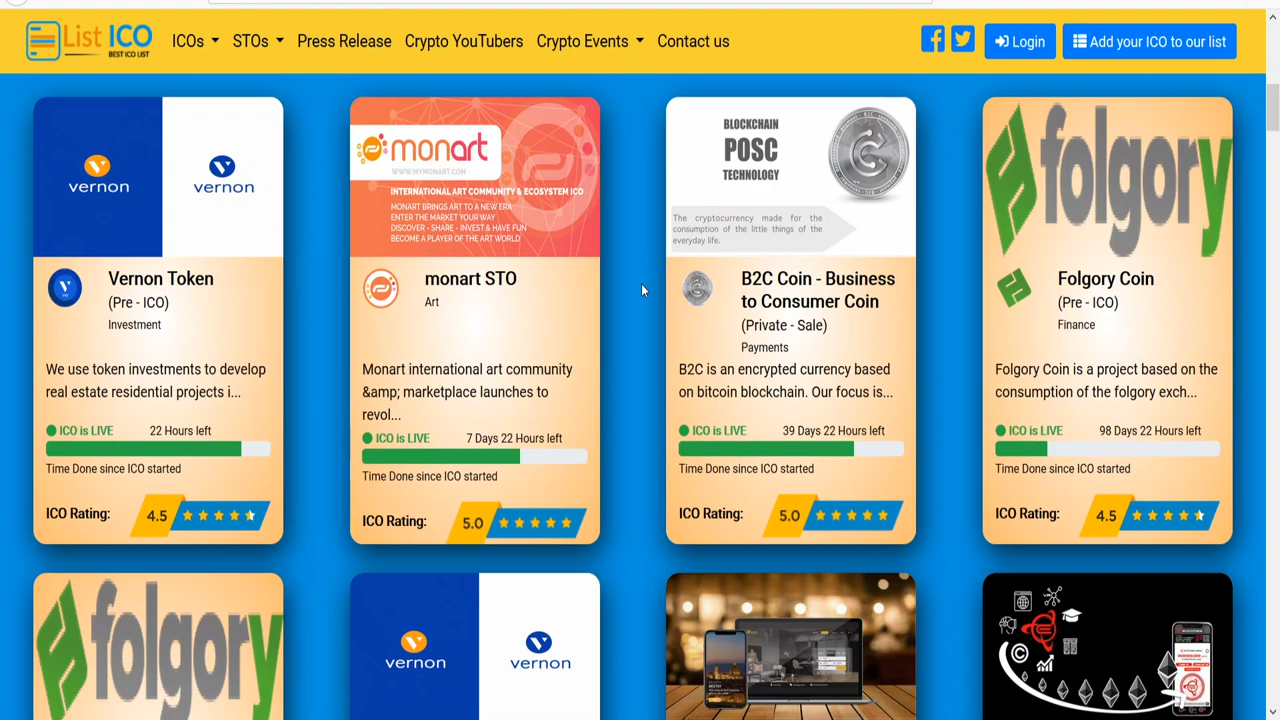 List ICO
BEST ICO LIST
ICOs
STOs
Press Release
Crypto YouTubers
Crypto Events
Contact us
Login
Add your ICO to our list
vernon
vernon
Vernon Token
(Pre - ICO)
Investment
We use token investments to develop
real estate residential projects i...
ICO is LIVE
22 Hours left
Time Done since ICO started
ICO Rating:
4.5
monart
WWW.MYMONART.COM
INTERNATIONAL ART COMMUNITY & ECOSYSTEM ICO
MONART BRINGS ART TO A NEW ERA
ENTER THE MARKET YOUR WAY
DISCOVER - SHARE - INVEST & HAVE FUN
BECOME A PLAYER OF THE ART WORLD
monart STO
Art
Monart international art community
&amp; marketplace launches to
revol...
ICO is LIVE
7 Days 22 Hours left
Time Done since ICO started
ICO Rating:
5.0
BLOCKCHAIN
POSC
TECHNOLOGY
The cryptocurrency made for the
consumption of the little things of the
everyday life.
B2C Coin - Business
to Consumer Coin
(Private - Sale)
Payments
B2C is an encrypted currency based
on bitcoin blockchain. Our focus is...
ICO is LIVE
39 Days 22 Hours left
Time Done since ICO started
ICO Rating:
5.0
folgory
Folgory Coin
(Pre - ICO)
Finance
Folgory Coin is a project based on the
consumption of the folgory exch...
ICO is LIVE
98 Days 22 Hours left
Time Done since ICO started
ICO Rating:
4.5
folgory
vernon
vernon